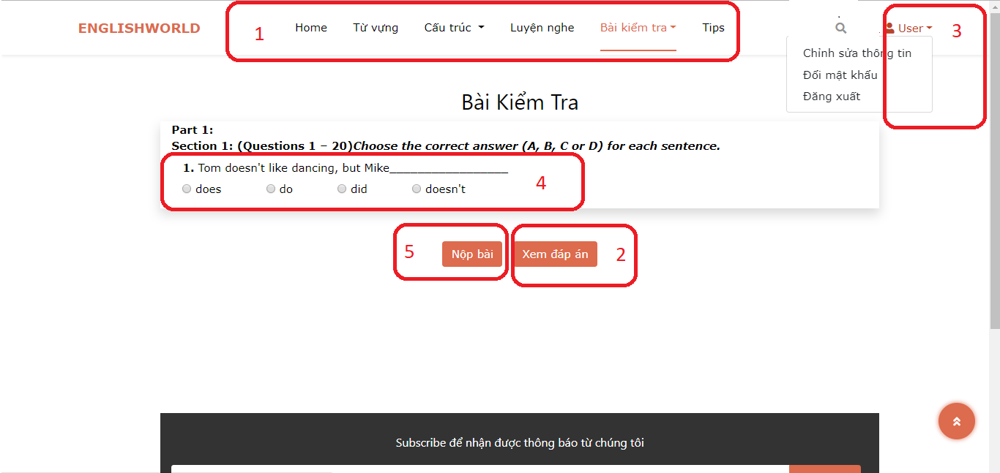 ENGLISHWORLD 1 Home Từ vựng Cấu trúc Luyện nghe Bài kiểm tra Tips User 3
Chỉnh sửa thông tin
Đổi mật khẩu
Đăng xuất
Bài Kiểm Tra
Part 1:
Section 1: (Questions 1 – 20)Choose the correct answer (A, B, C or D) for each sentence.
1. Tom doesn't like dancing, but Mike__________________
does do did doesn't 4
5 Nộp bài Xem đáp án 2
Subscribe để nhận được thông báo từ chúng tôi